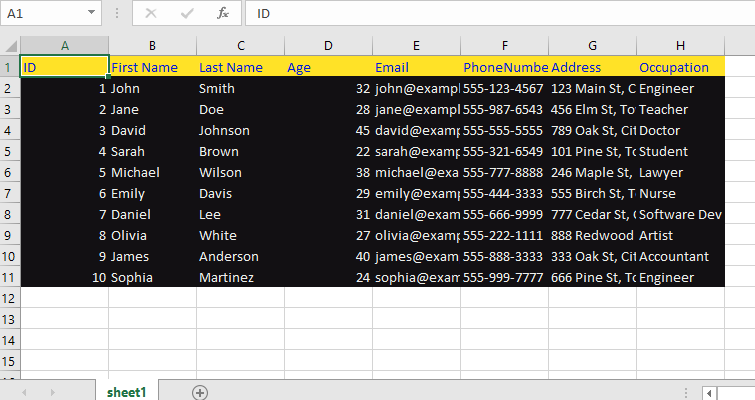 A1 fx ID
A B C D E F G H
1 ID First Name Last Name Age Email PhoneNumbe Address Occupation
2 1 John Smith 32 john@exampl 555-123-4567 123 Main St, C Engineer
3 2 Jane Doe 28 jane@exampl 555-987-6543 456 Elm St, To Teacher
4 3 David Johnson 45 david@exam 555-555-5555 789 Oak St, Cit Doctor
5 4 Sarah Brown 22 sarah@exam 555-321-6549 101 Pine St, To Student
6 5 Michael Wilson 38 michael@exa 555-777-8888 246 Maple St, Lawyer
7 6 Emily Davis 29 emily@exam 555-444-3333 555 Birch St, T Nurse
8 7 Daniel Lee 31 daniel@exam 555-666-9999 777 Cedar St, Software Dev
9 8 Olivia White 27 olivia@exam 555-222-1111 888 Redwood Artist
10 9 James Anderson 40 james@exam 555-888-3333 333 Oak St, Cit Accountant
11 10 Sophia Martinez 24 sophia@exam 555-999-7777 666 Pine St, To Engineer
12
13
14
15
sheet1